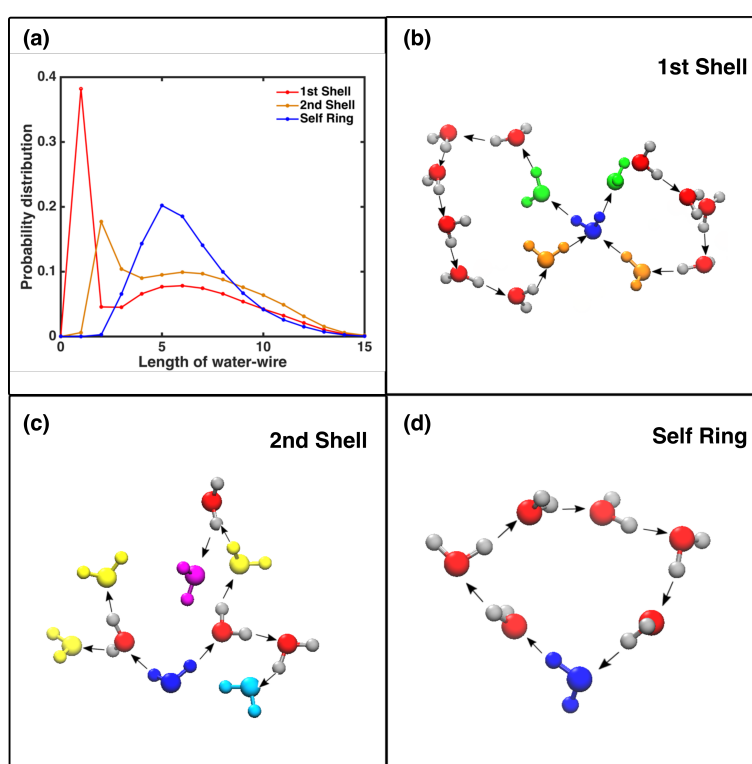 (a)
0.4
0.3
0.2
0.1
0
0
5
10
15
Probability distribution
Length of water-wire
1st Shell
2nd Shell
Self Ring
(b)
1st Shell
(c)
2nd Shell
(d)
Self Ring